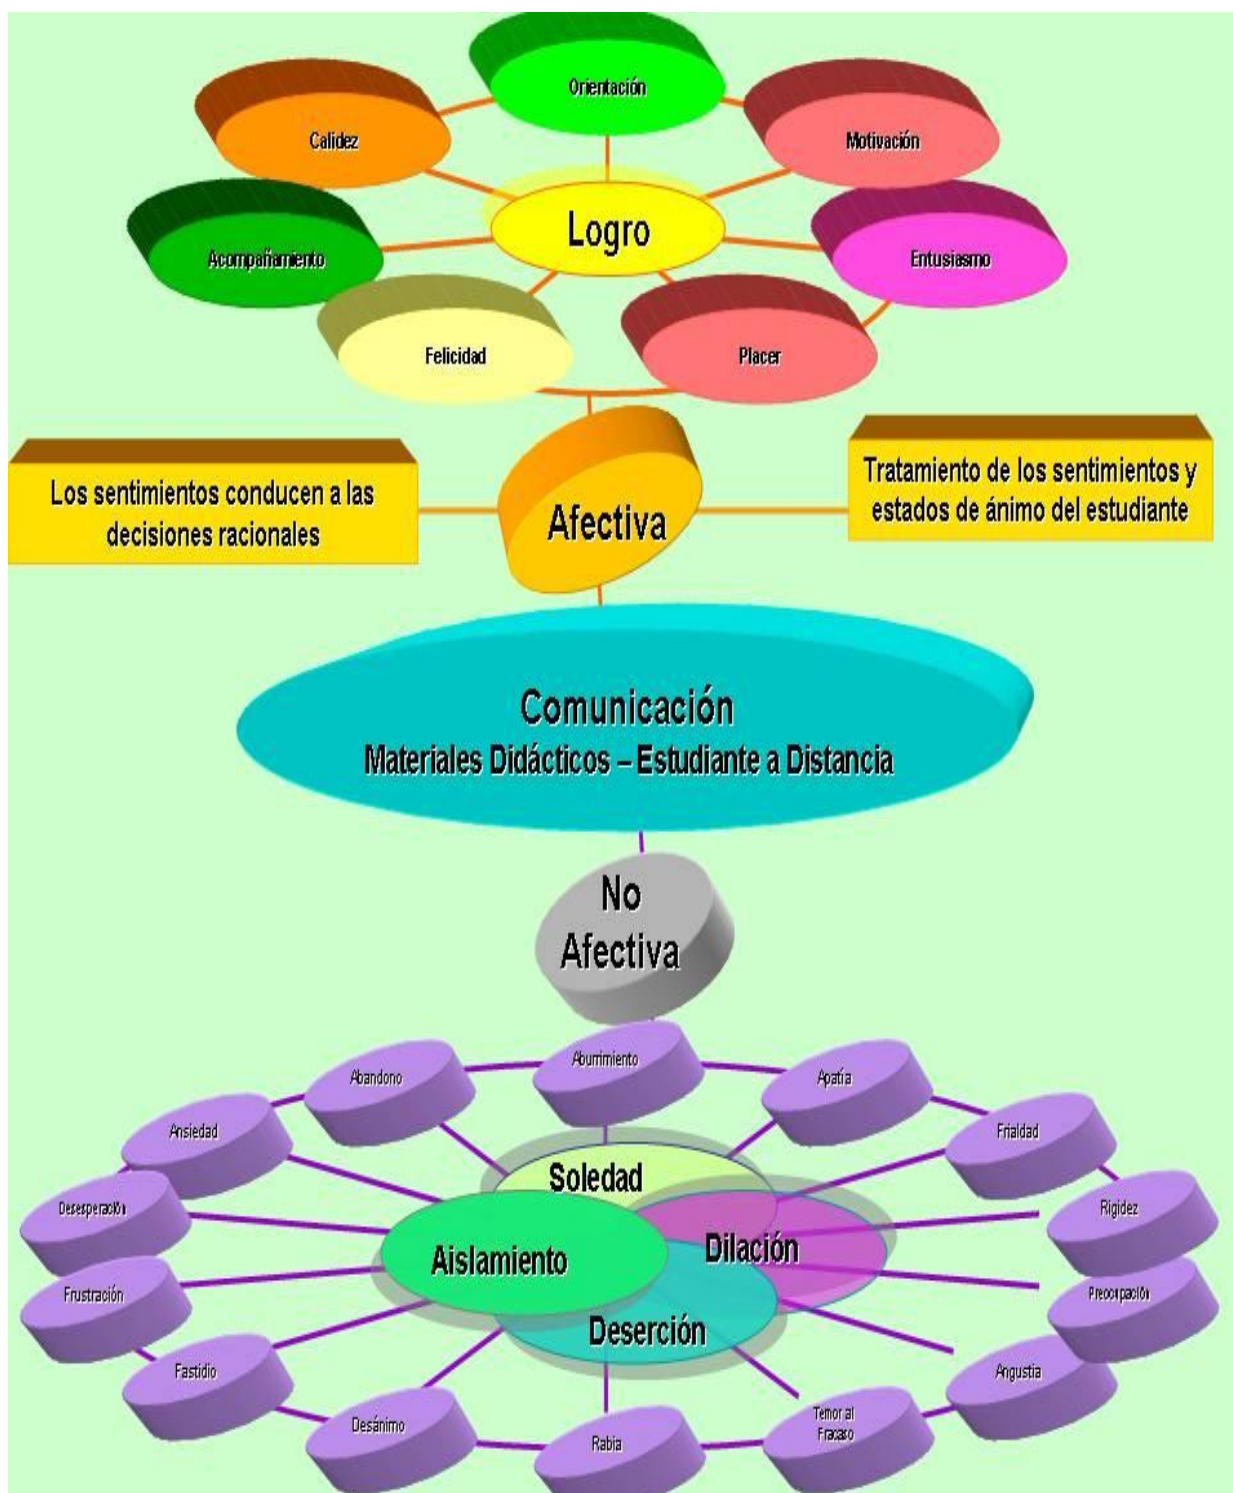 Orientación
Calidez
Motivación
Logro
Acompañamiento
Entusiasmo
Felicidad
Placer
Los sentimientos conducen a las
decisiones racionales
Afectiva
Tratamiento de los sentimientos y
estados de ánimo del estudiante
Comunicación
Materiales Didácticos – Estudiante a Distancia
No
Afectiva
Aburrimiento
Abandono
Apatía
Ansiedad
Frialdad
Soledad
Desesperación
Rigidez
Aislamiento
Dilación
Frustración
Preocupación
Deserción
Fastidio
Angustia
Desánimo
Rabia
Temor al
Fracaso